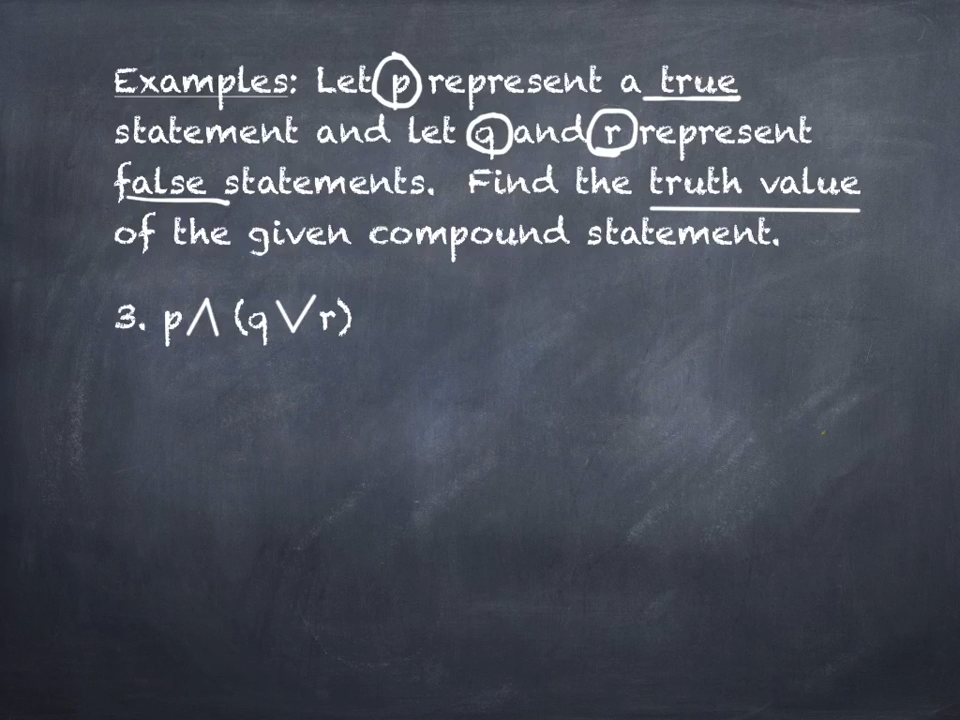 Examples: Let p represent a true
statement and let q and r represent
false statements. Find the truth value
of the given compound statement.
3. p ∧ (q ∨ r)